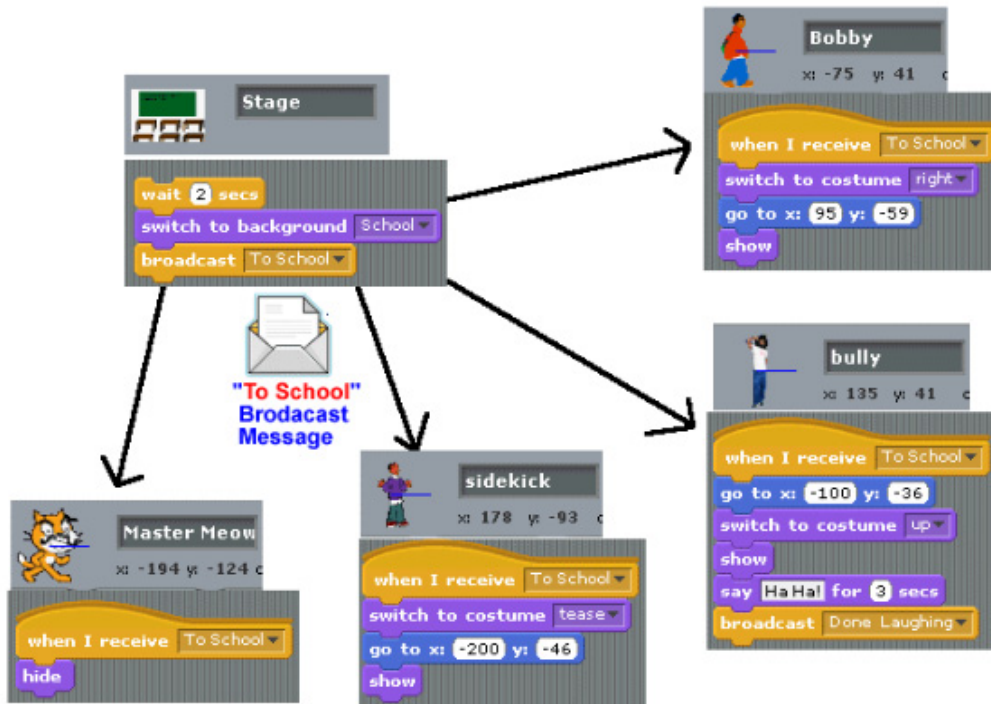 Stage
wait 2 secs
switch to background School
broadcast To School
"To School"
Brodacast
Message
Bobby
x: -75 y: 41
when I receive To School
switch to costume right
go to x: 95 y: -59
show
bully
x: 135 y: 41
when I receive To School
go to x: -100 y: -36
switch to costume up
show
say Ha Ha! for 3 secs
broadcast Done Laughing
sidekick
x: 178 y: -93
when I receive To School
switch to costume tease
go to x: -200 y: -46
show
Master Meow
x: -194 y: -124
when I receive To School
hide